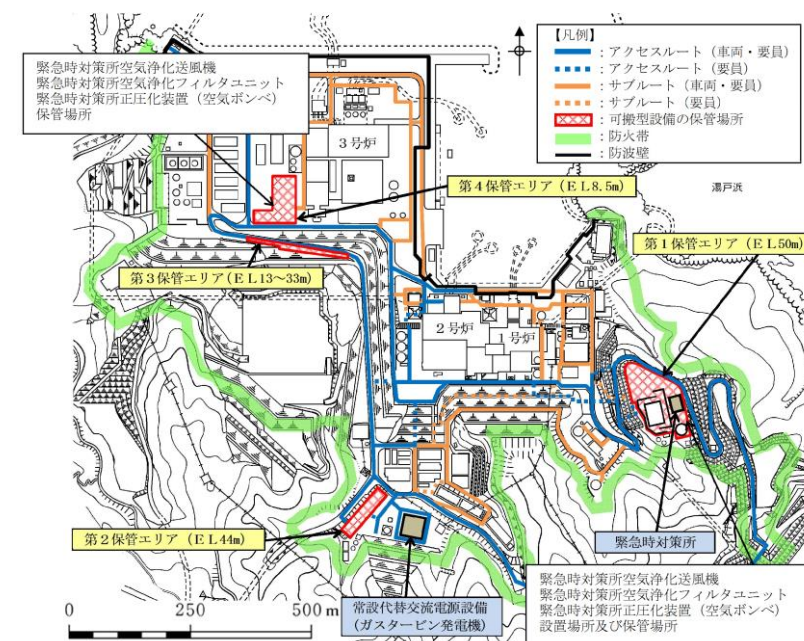 【凡例】
：アクセスルート（車両・要員）
：アクセスルート（要員）
：サブルート（車両・要員）
：サブルート（要員）
：可搬型設備の保管場所
：防火帯
：防波壁
緊急時対策所空気浄化送風機
緊急時対策所空気浄化フィルタユニット
緊急時対策所正圧化装置（空気ボンベ）
保管場所
3号炉
湯戸浜
第4保管エリア（EL8.5m）
第1保管エリア（EL50m）
第3保管エリア（EL13～33m）
2号炉
1号炉
第2保管エリア（EL44m）
緊急時対策所
常設代替交流電源設備
（ガスタービン発電機）
緊急時対策所空気浄化送風機
緊急時対策所空気浄化フィルタユニット
緊急時対策所正圧化装置（空気ボンベ）
設置場所及び保管場所
0 250 500 m